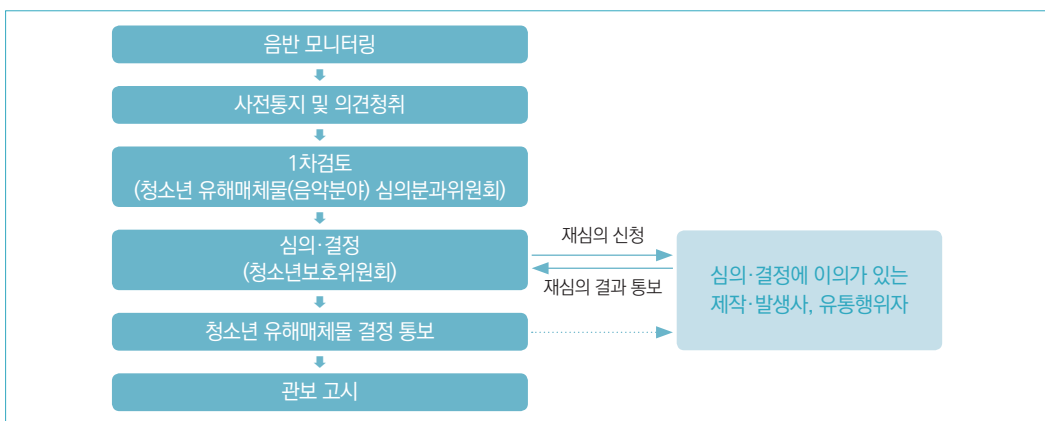 음반 모니터링
사전통지 및 의견청취
1차검토
(청소년 유해매체물(음악분야) 심의분과위원회)
심의·결정
(청소년보호위원회)
재심의 신청
재심의 결과 통보
심의·결정에 이의가 있는
제작·발생사, 유통행위자
청소년 유해매체물 결정 통보
관보 고시